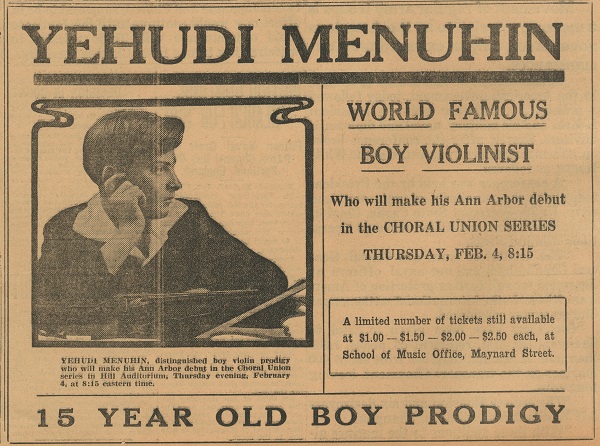 YEHUDI MENUHIN
YEHUDI MENUHIN, distinguished boy violin prodigy
who will make his Ann Arbor debut in the Choral Union
series in Hill Auditorium, Thursday evening, February
4, at 8:15 eastern time.
WORLD FAMOUS
BOY VIOLINIST
Who will make his Ann Arbor debut
in the CHORAL UNION SERIES
THURSDAY, FEB. 4, 8:15
A limited number of tickets still available
at $1.00 — $1.50 — $2.00 — $2.50 each, at
School of Music Office, Maynard Street.
15 YEAR OLD BOY PRODIGY